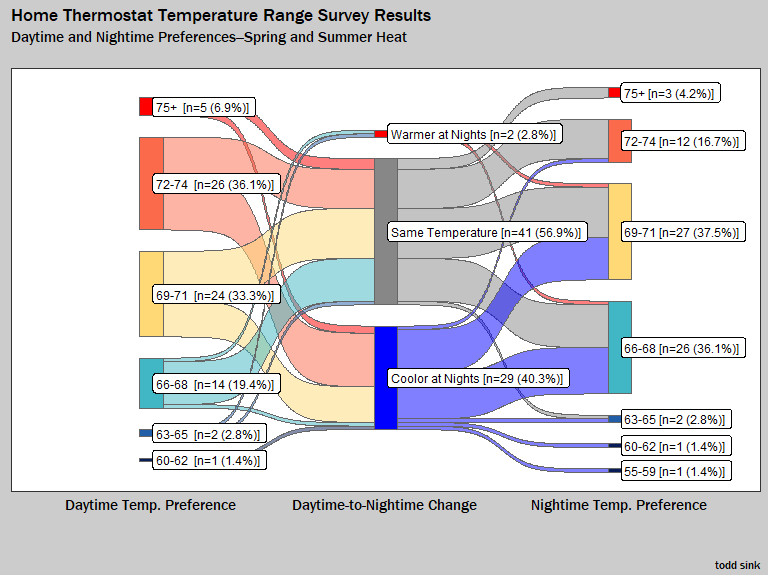 Home Thermostat Temperature Range Survey Results
Daytime and Nightime Preferences–Spring and Summer Heat
75+ [n=5 (6.9%)]
72-74 [n=26 (36.1%)]
69-71 [n=24 (33.3%)]
66-68 [n=14 (19.4%)]
63-65 [n=2 (2.8%)]
60-62 [n=1 (1.4%)]
Warmer at Nights [n=2 (2.8%)]
Same Temperature [n=41 (56.9%)]
Coolor at Nights [n=29 (40.3%)]
75+ [n=3 (4.2%)]
72-74 [n=12 (16.7%)]
69-71 [n=27 (37.5%)]
66-68 [n=26 (36.1%)]
63-65 [n=2 (2.8%)]
60-62 [n=1 (1.4%)]
55-59 [n=1 (1.4%)]
Daytime Temp. Preference
Daytime-to-Nightime Change
Nightime Temp. Preference
todd sink